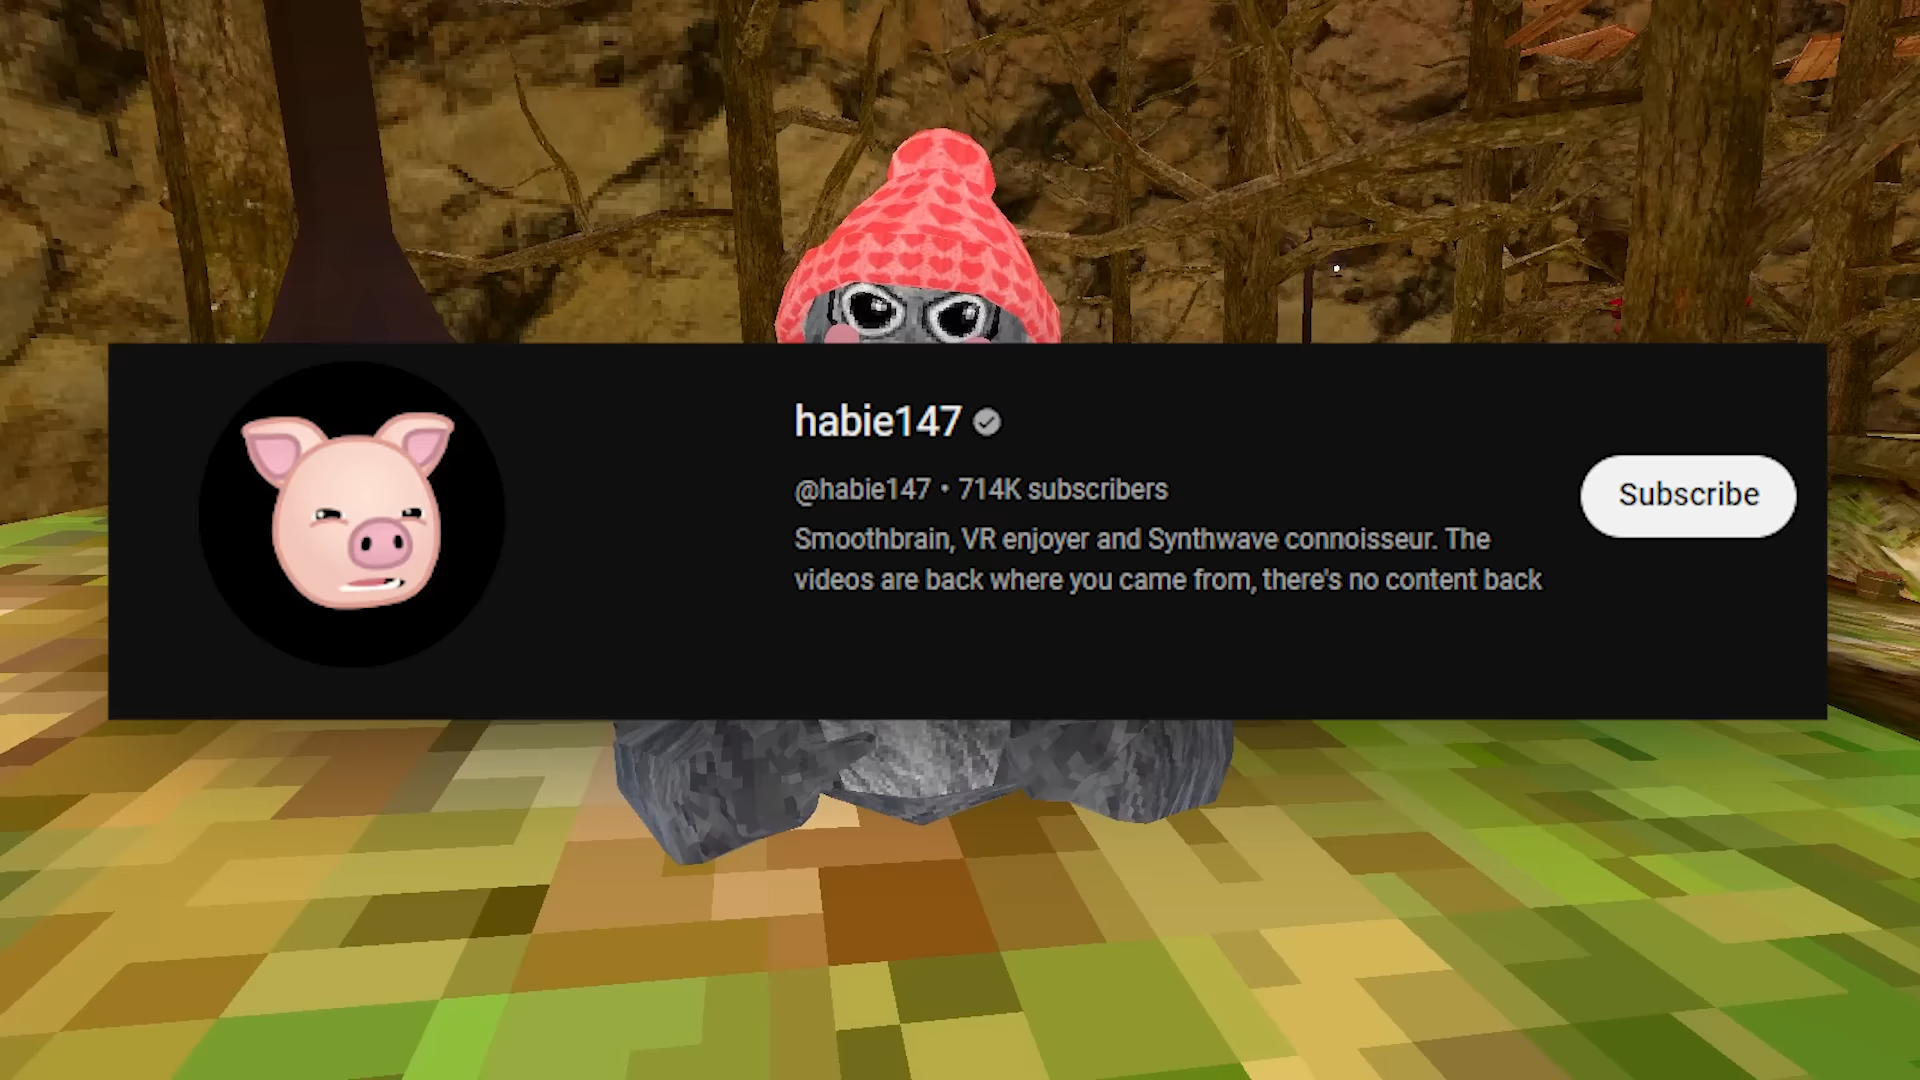 habie147
@habie147 • 714K subscribers
Smoothbrain, VR enjoyer and Synthwave connoisseur. The
videos are back where you came from, there's no content back
Subscribe